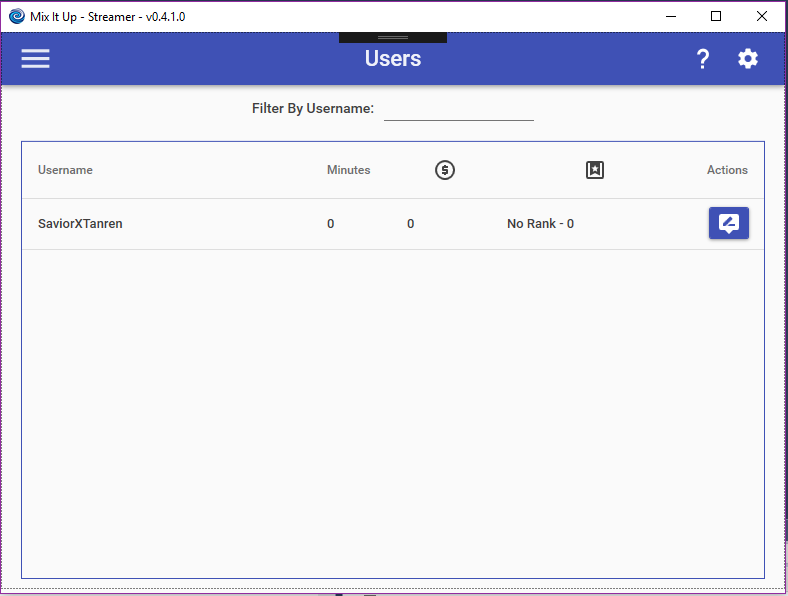 Mix It Up - Streamer - v0.4.1.0
Users
?
Filter By Username:
Username Minutes $ Actions
SaviorXTanren 0 0 No Rank - 0